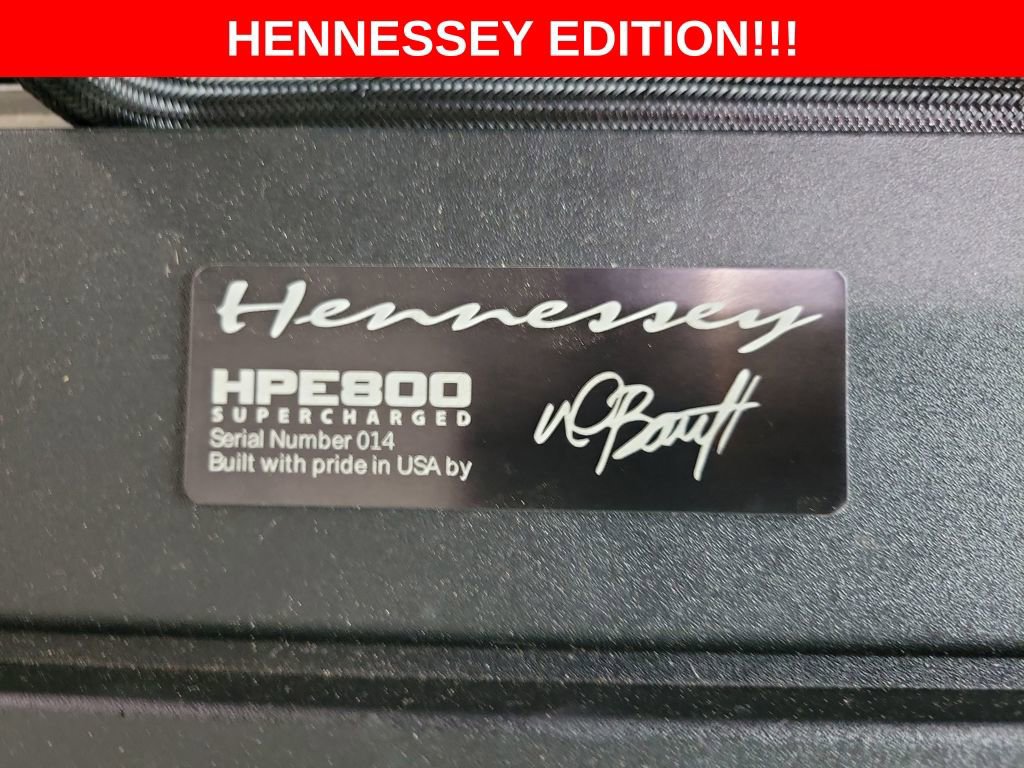 HENNESSEY EDITION!!!
Hennessey
HPE800
SUPERCHARGED
Serial Number 014
Built with pride in USA by